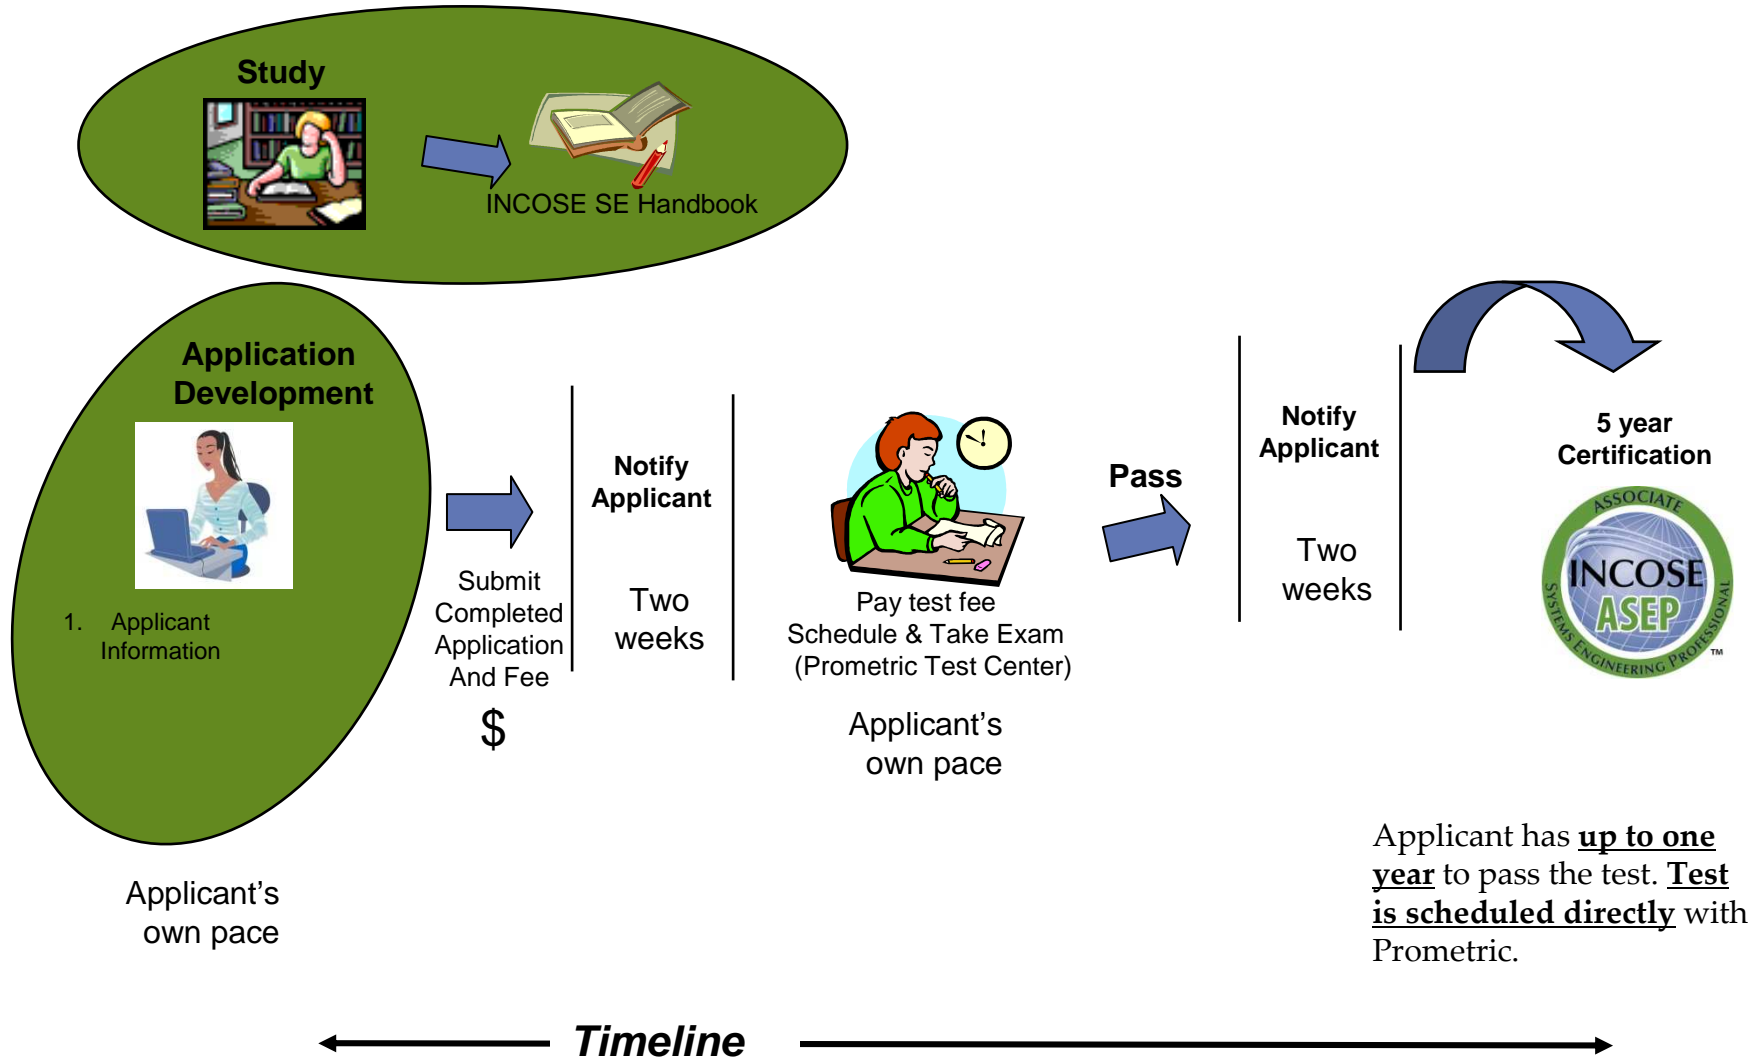 Study
INCOSE SE Handbook
Application
Development
1. Applicant
Information
Applicant's
own pace
Submit
Completed
Application
And Fee
$
Notify
Applicant
Two
weeks
Pay test fee
Schedule & Take Exam
(Prometric Test Center)
Applicant's
own pace
Pass
Notify
Applicant
Two
weeks
5 year
Certification
ASSOCIATE
INCOSE
ASEP
SYSTEMS ENGINEERING PROFESSIONAL
TM
Applicant has up to one
year to pass the test. Test
is scheduled directly with
Prometric.
Timeline